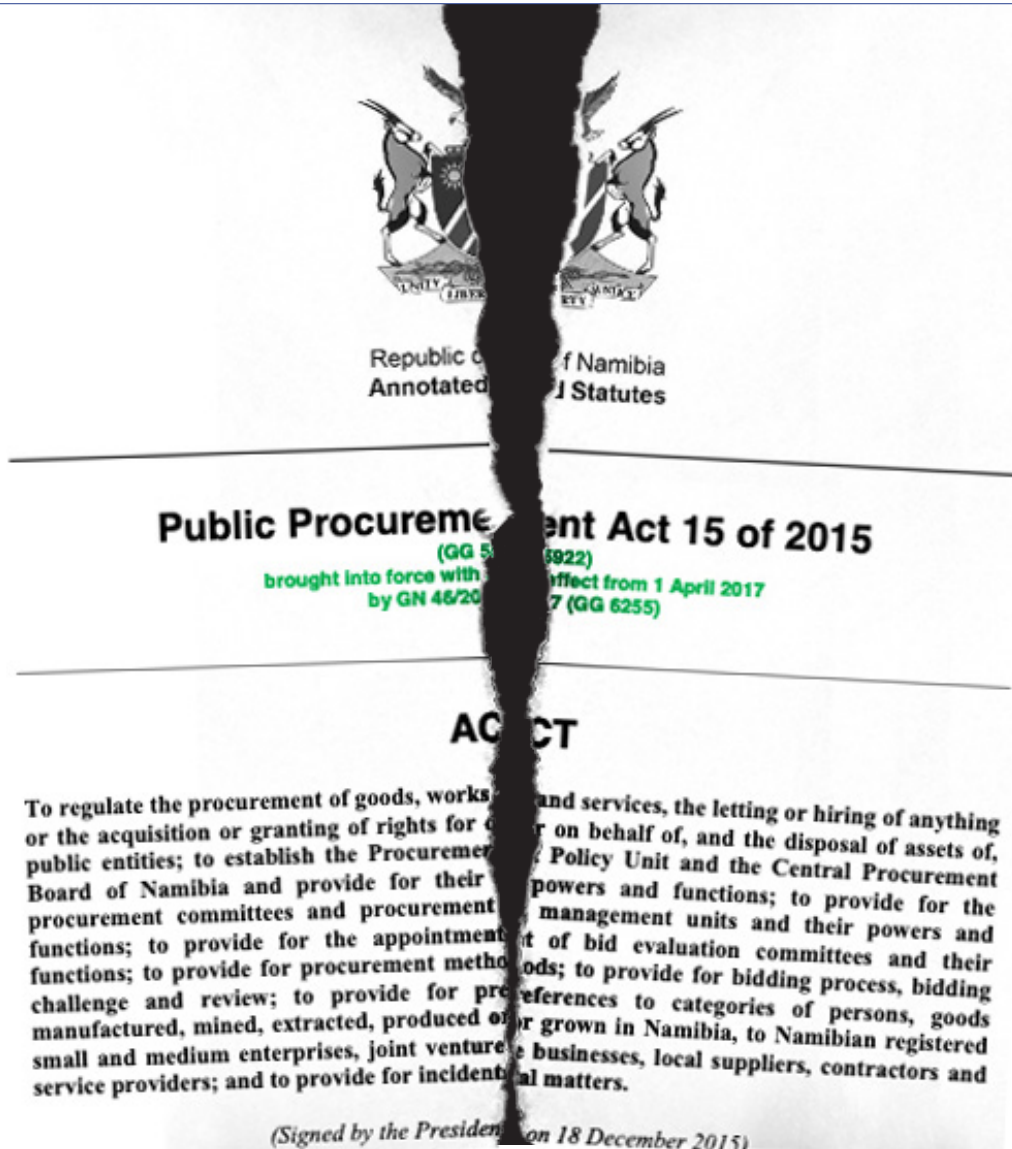 UNITY LIBERTY JUSTICE
Republic of Namibia
Annotated Statutes
Public Procurement Act 15 of 2015
(GG 5922)
brought into force with effect from 1 April 2017
by GN 46/2017 (GG 6255)
ACT
To regulate the procurement of goods, works and services, the letting or hiring of anything
or the acquisition or granting of rights for or on behalf of, and the disposal of assets of,
public entities; to establish the Procurement Policy Unit and the Central Procurement
Board of Namibia and provide for their powers and functions; to provide for the
procurement committees and procurement management units and their powers and
functions; to provide for the appointment of bid evaluation committees and their
functions; to provide for procurement methods; to provide for bidding process, bidding
challenge and review; to provide for preferences to categories of persons, goods
manufactured, mined, extracted, produced or grown in Namibia, to Namibian registered
small and medium enterprises, joint venture businesses, local suppliers, contractors and
service providers; and to provide for incidental matters.
(Signed by the President on 18 December 2015)